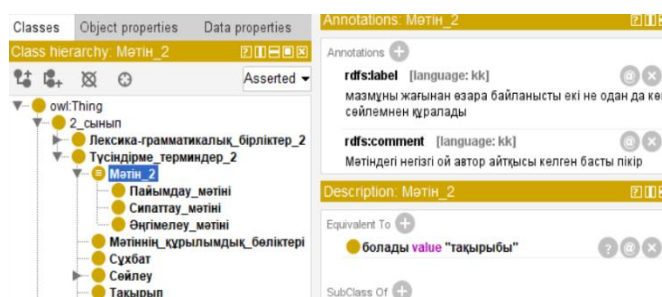 Classes Object properties Data properties
Class hierarchy: Мәтін_2
Asserted
owl:Thing
2_сынып
Лексика-грамматикалық_бірліктер_2
Түсіндірме_терминдер_2
Мәтін_2
Пайымдау_мәтіні
Сипаттау_мәтіні
Әңгімелеу_мәтіні
Мәтіннің_құрылымдық_бөліктері
Сұхбат
Сөйлеу
Тақырып
Annotations: Мәтін_2
Annotations
rdfs:label [language: kk]
мазмұны жағынан өзара байланысты екі не одан да
сөйлемнен құралады
rdfs:comment [language: kk]
Мәтіндегі негізгі ой автор айтқысы келген басты пікір
Description: Мәтін_2
Equivalent To
болады value "тақырыбы"
SubClass Of